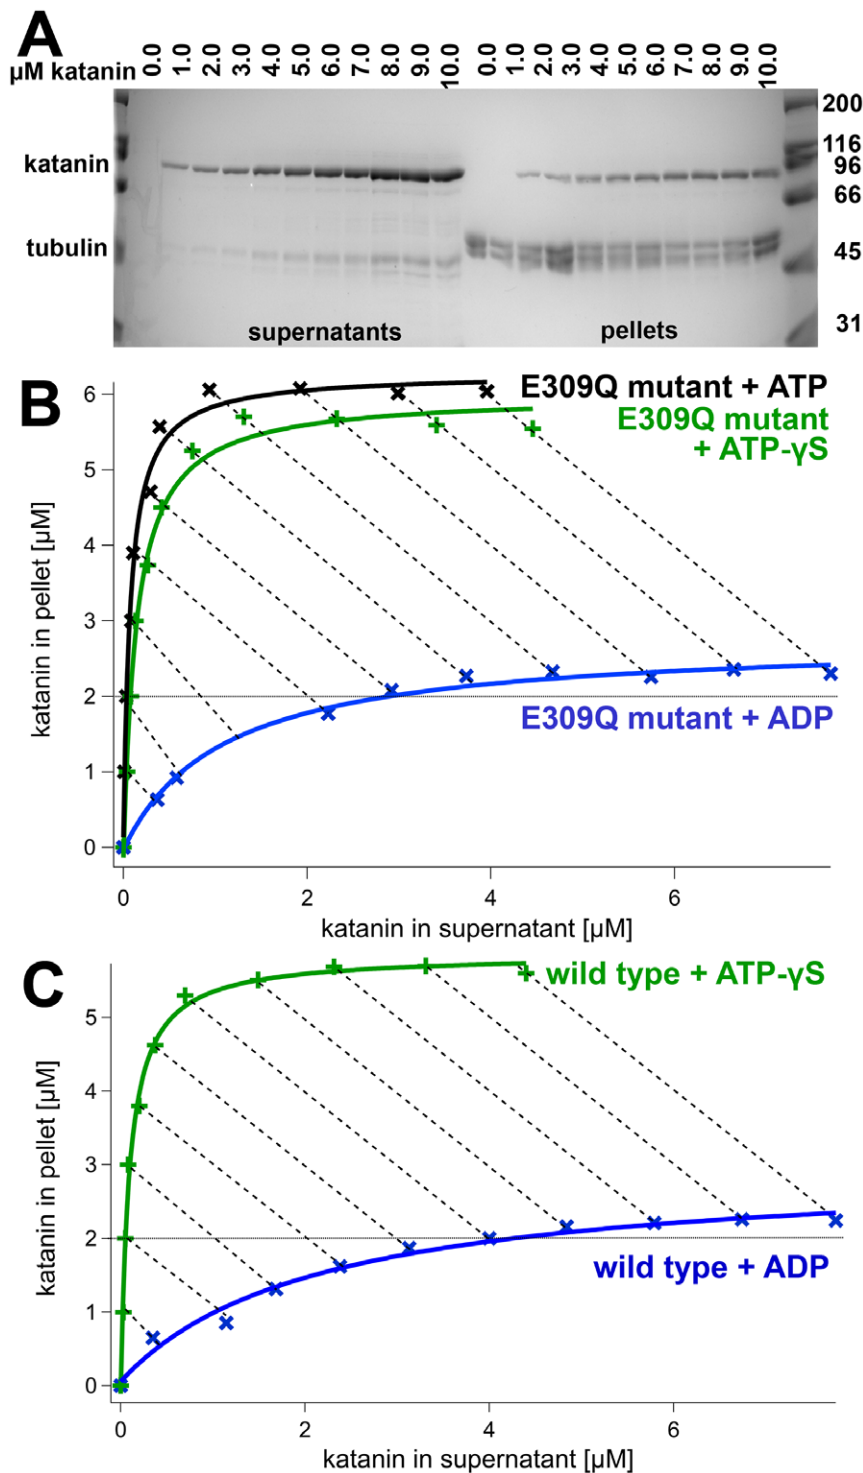 A
µM katanin 0.0 1.0 2.0 3.0 4.0 5.0 6.0 7.0 8.0 9.0 10.0 0.0 1.0 2.0 3.0 4.0 5.0 6.0 7.0 8.0 9.0 10.0
200
116
katanin 96
66
tubulin 45
31
supernatants pellets
B
E309Q mutant + ATP
E309Q mutant
+ ATP-γS
E309Q mutant + ADP
6
5
4
3
2
1
0
katanin in pellet [µM]
0 2 4 6
katanin in supernatant [µM]
C
wild type + ATP-γS
wild type + ADP
5
4
3
2
1
0
katanin in pellet [µM]
0 2 4 6
katanin in supernatant [µM]